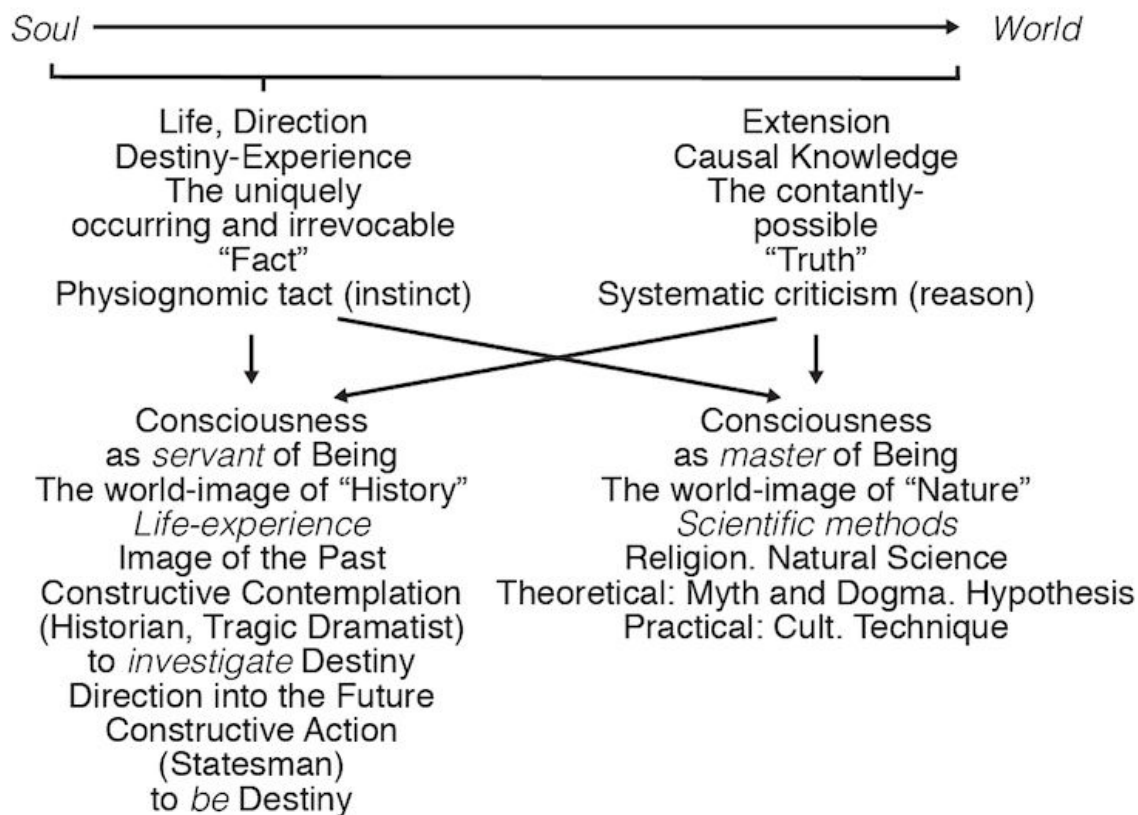 Soul World
Life, Direction
Destiny-Experience
The uniquely
occurring and irrevocable
“Fact”
Physiognomic tact (instinct)
Extension
Causal Knowledge
The contantly-
possible
“Truth”
Systematic criticism (reason)
Consciousness
as servant of Being
The world-image of “History”
Life-experience
Image of the Past
Constructive Contemplation
(Historian, Tragic Dramatist)
to investigate Destiny
Direction into the Future
Constructive Action
(Statesman)
to be Destiny
Consciousness
as master of Being
The world-image of “Nature”
Scientific methods
Religion. Natural Science
Theoretical: Myth and Dogma. Hypothesis
Practical: Cult. Technique